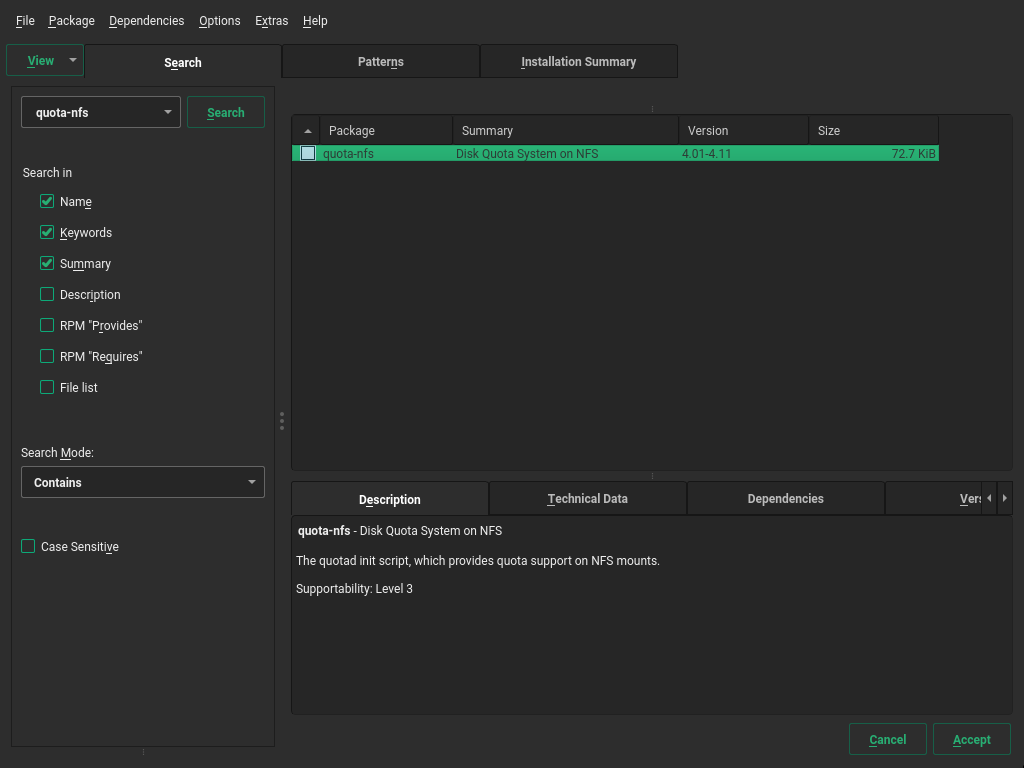 File Package Dependencies Options Extras Help
View Search Patterns Installation Summary
quota-nfs Search
Search in
Name
Keywords
Summary
Description
RPM "Provides"
RPM "Requires"
File list
Search Mode:
Contains
Case Sensitive
Package Summary Version Size
quota-nfs Disk Quota System on NFS 4.01-4.11 72.7 KiB
Description Technical Data Dependencies Vers
quota-nfs - Disk Quota System on NFS
The quotad init script, which provides quota support on NFS mounts.
Supportability: Level 3
Cancel Accept